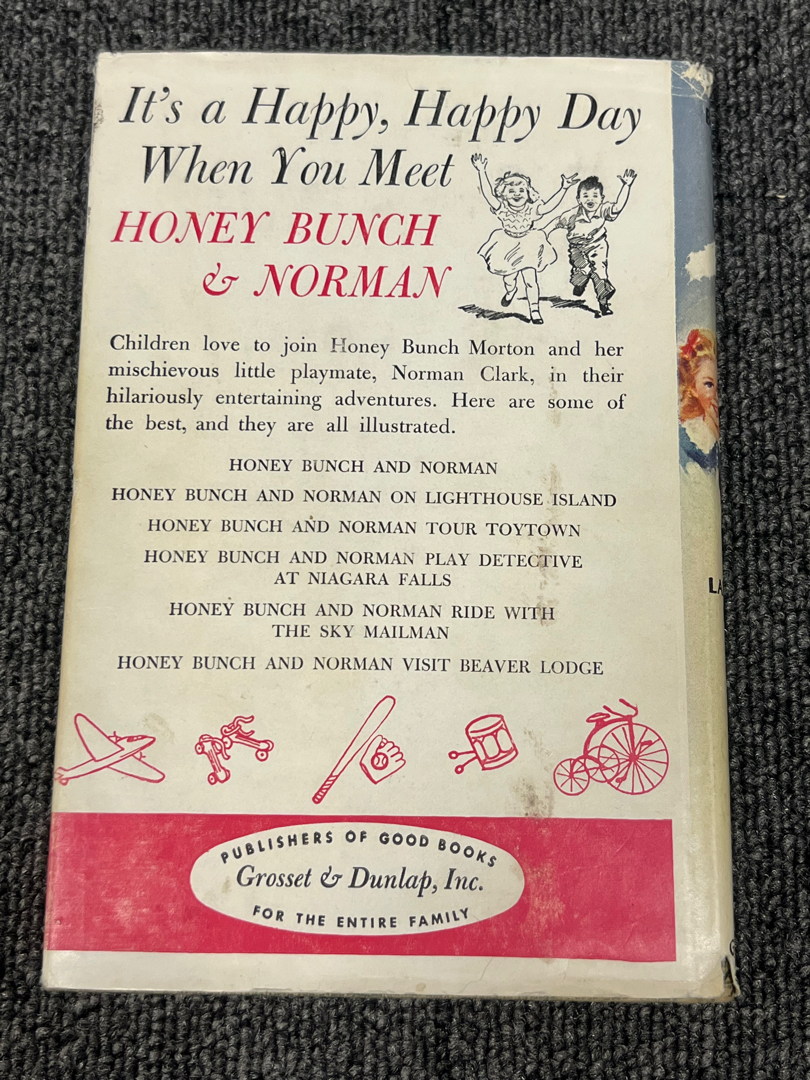 It's a Happy, Happy Day
When You Meet
HONEY BUNCH
& NORMAN
Children love to join Honey Bunch Morton and her
mischievous little playmate, Norman Clark, in their
hilariously entertaining adventures. Here are some of
the best, and they are all illustrated.
HONEY BUNCH AND NORMAN
HONEY BUNCH AND NORMAN ON LIGHTHOUSE ISLAND
HONEY BUNCH AND NORMAN TOUR TOYTOWN
HONEY BUNCH AND NORMAN PLAY DETECTIVE
AT NIAGARA FALLS
HONEY BUNCH AND NORMAN RIDE WITH
THE SKY MAILMAN
HONEY BUNCH AND NORMAN VISIT BEAVER LODGE
PUBLISHERS OF GOOD BOOKS
Grosset & Dunlap, Inc.
FOR THE ENTIRE FAMILY